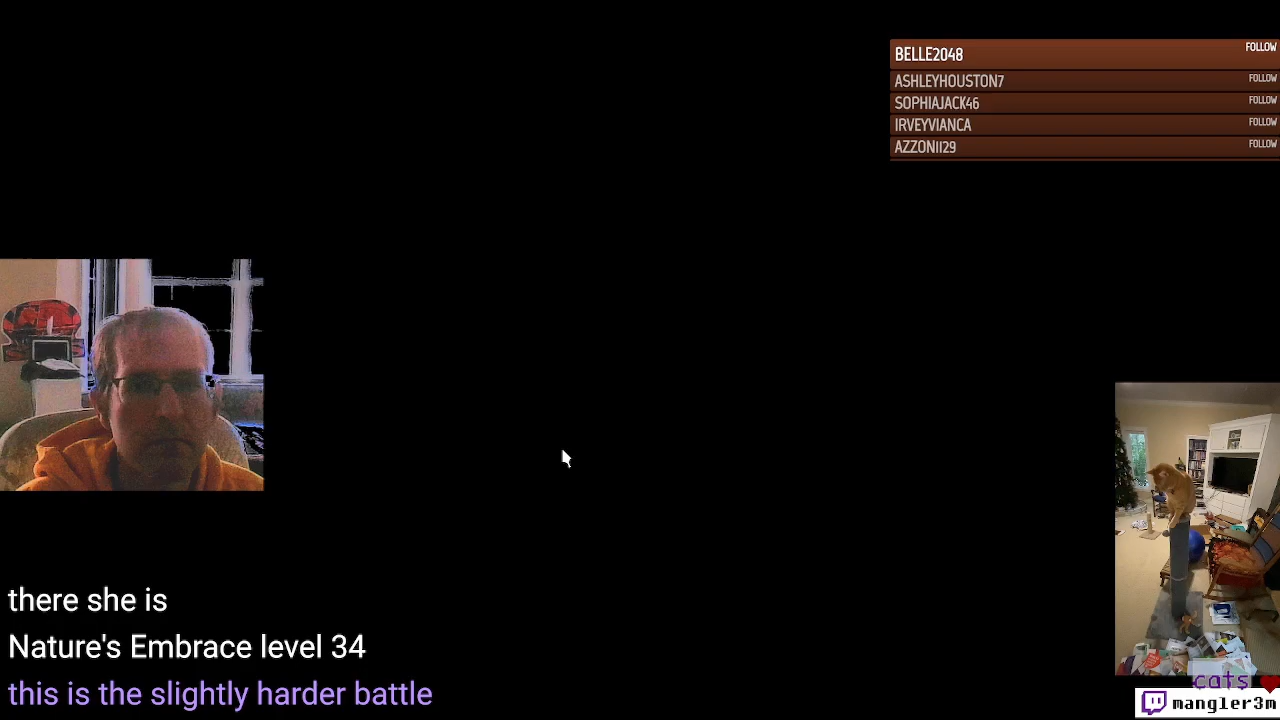 BELLE2048 FOLLOW
ASHLEYHOUSTON7 FOLLOW
SOPHIAJACK46 FOLLOW
IRVEYVIANCA FOLLOW
AZZONII29 FOLLOW
there she is
Nature's Embrace level 34
this is the slightly harder battle
cats
mangler3m